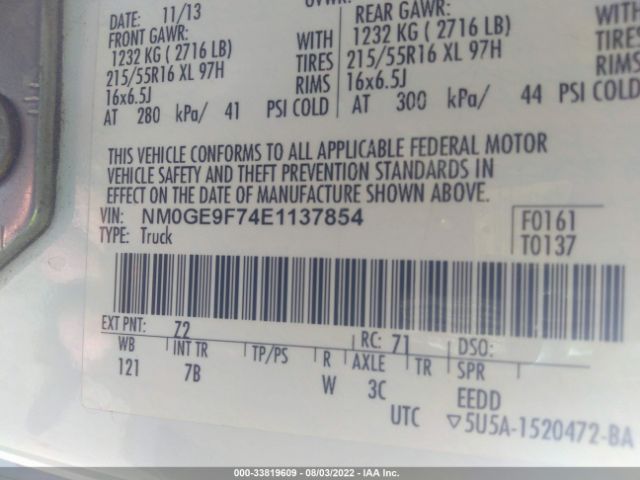 DATE: 11/13
FRONT GAWR: REAR GAWR:
1232 KG (2716 LB) WITH 1232 KG (2716 LB) WITH
215/55R16 XL 97H TIRES 215/55R16 XL 97H TIRES
16x6.5J RIMS 16x6.5J RIMS
AT 280 kPa/ 41 PSI COLD AT 300 kPa/ 44 PSI COLD
THIS VEHICLE CONFORMS TO ALL APPLICABLE FEDERAL MOTOR
VEHICLE SAFETY AND THEFT PREVENTION STANDARDS IN
EFFECT ON THE DATE OF MANUFACTURE SHOWN ABOVE.
VIN: NM0GE9F74E1137854 F0161
TYPE: Truck T0137
EXT PNT: Z2 RC: 71 DSO:
WB INT TR TP/PS R AXLE TR SPR
121 7B W 3C EEDD
UTC ▽5U5A-1520472-BA
000-33819609 - 08/03/2022 - IAA Inc.